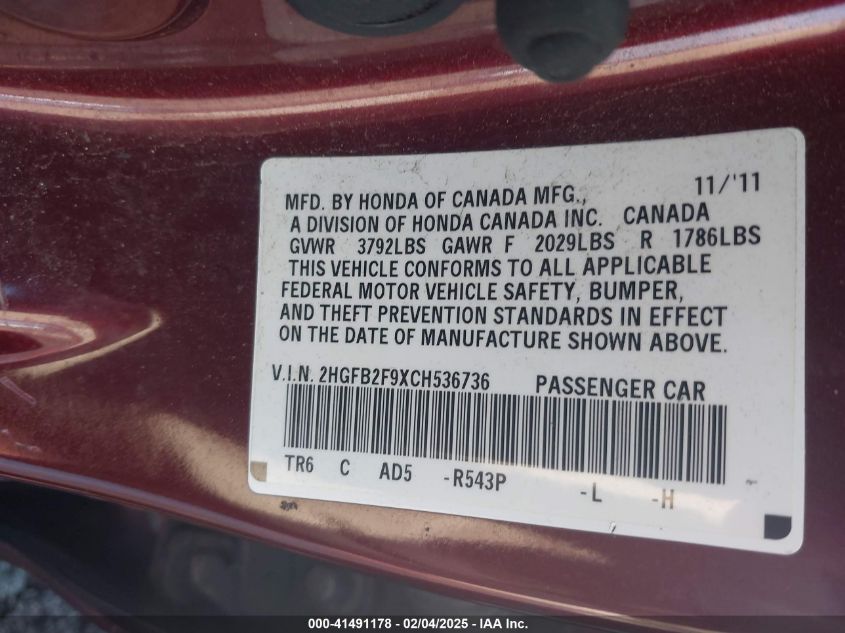 11/'11
MFD. BY HONDA OF CANADA MFG.,
A DIVISION OF HONDA CANADA INC. CANADA
GVWR 3792LBS GAWR F 2029LBS R 1786LBS
THIS VEHICLE CONFORMS TO ALL APPLICABLE
FEDERAL MOTOR VEHICLE SAFETY, BUMPER,
AND THEFT PREVENTION STANDARDS IN EFFECT
ON THE DATE OF MANUFACTURE SHOWN ABOVE.
V.I.N. 2HGFB2F9XCH536736 PASSENGER CAR
TR6 C AD5 -R543P -L -H
000-41491178 - 02/04/2025 - IAA Inc.